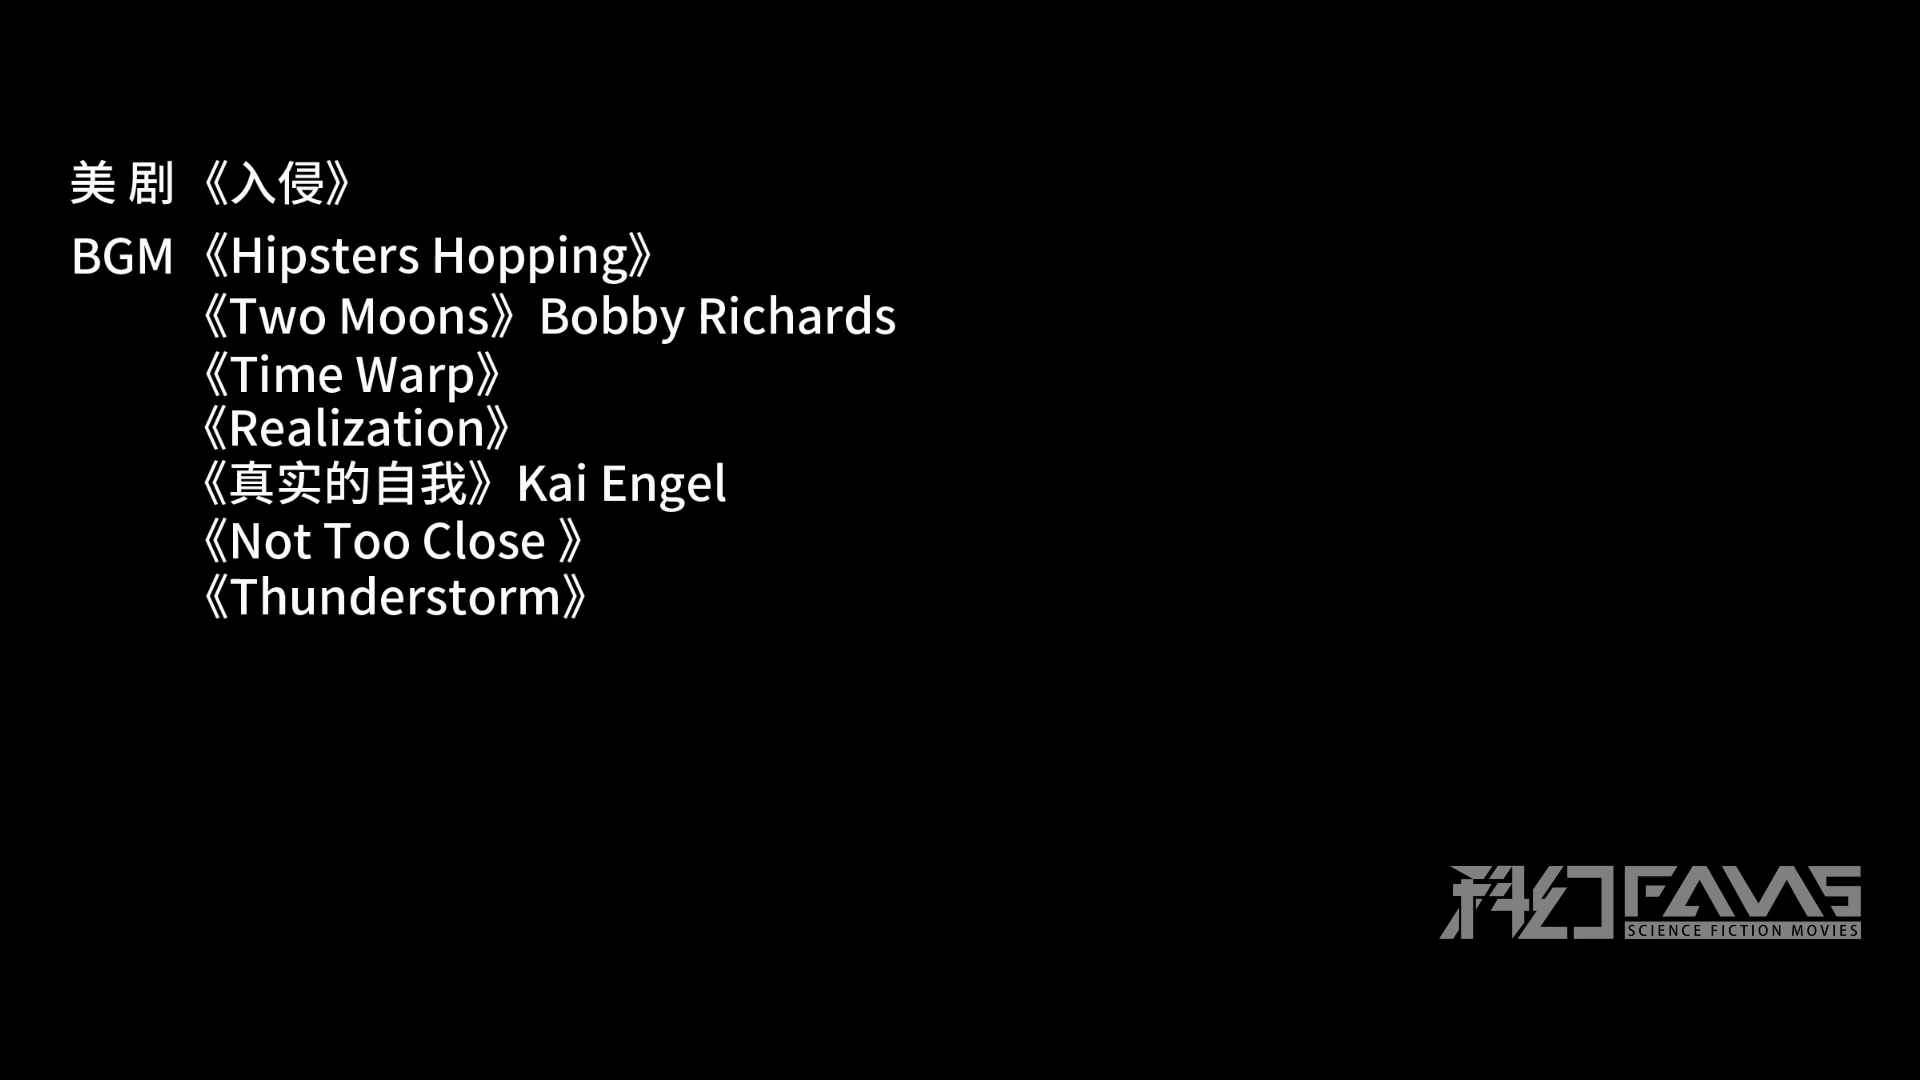 美 剧 《入侵》
BGM 《Hipsters Hopping》
《Two Moons》Bobby Richards
《Time Warp》
《Realization》
《真实的自我》Kai Engel
《Not Too Close 》
《Thunderstorm》
科幻FANS
SCIENCE FICTION MOVIES